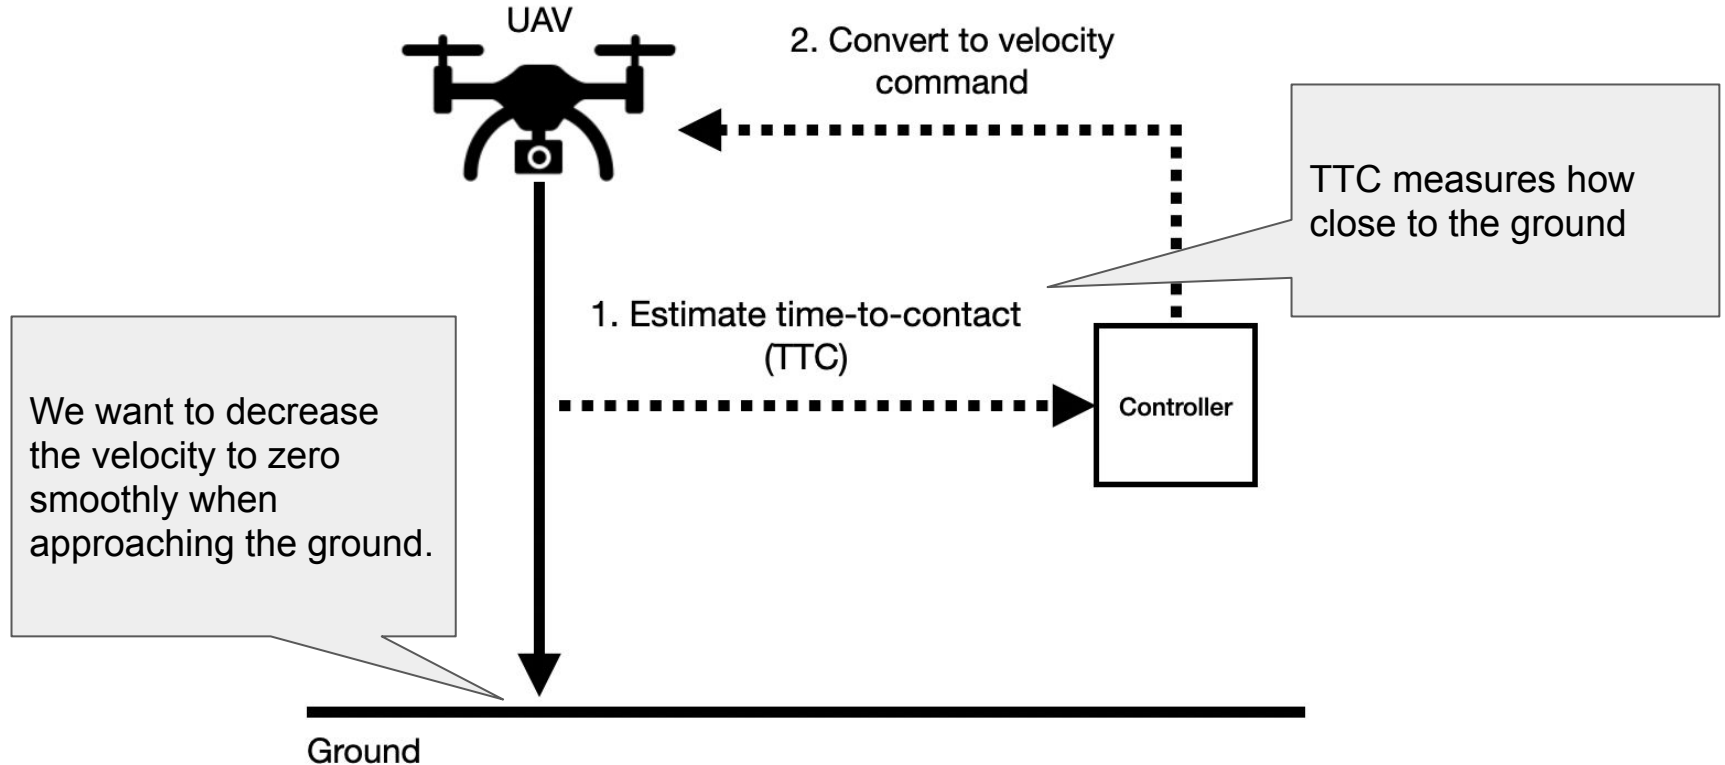 UAV
2. Convert to velocity
command
TTC measures how
close to the ground
1. Estimate time-to-contact
(TTC)
Controller
We want to decrease
the velocity to zero
smoothly when
approaching the ground.
Ground